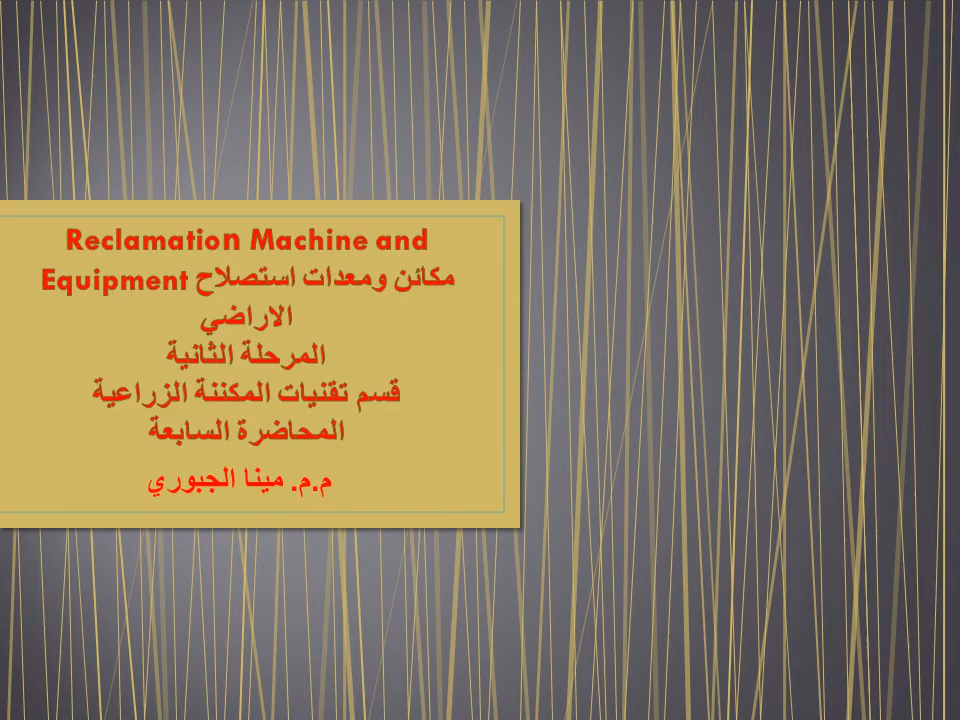 Reclamation Machine and
Equipment مكائن ومعدات استصلاح
الاراضي
المرحلة الثانية
قسم تقنيات المكننة الزراعية
المحاضرة السابعة
م.م. مينا الجبوري